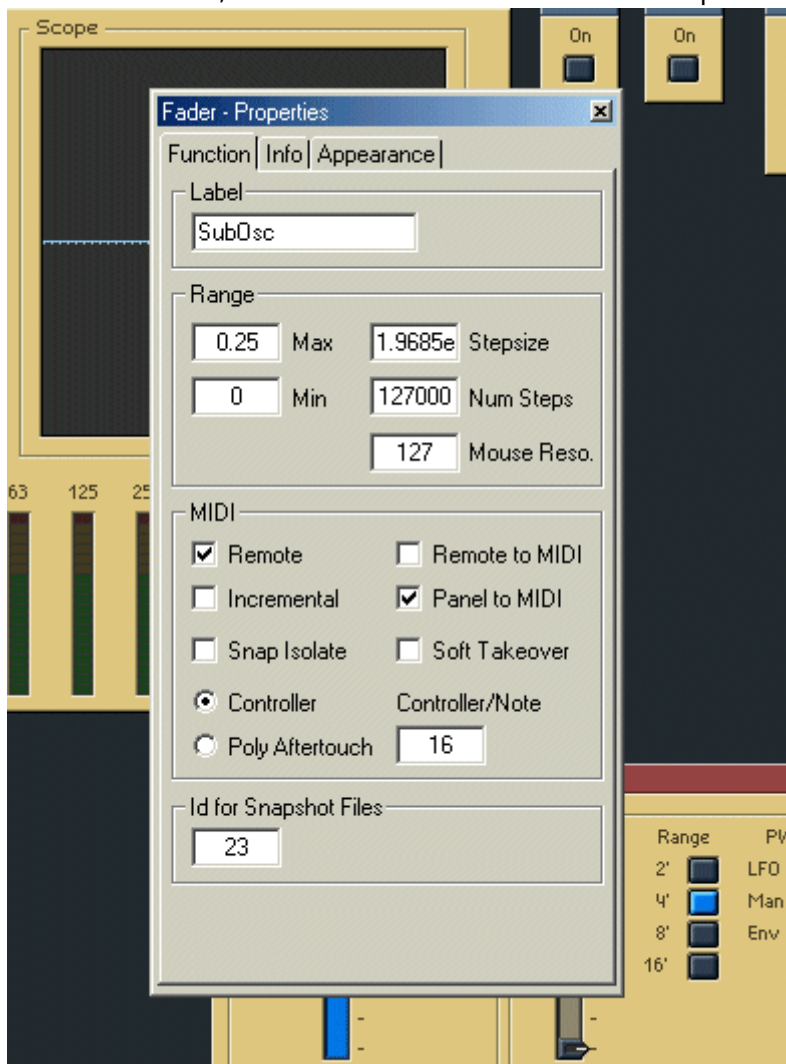 Scope
On
On
Fader - Properties
Function
Info
Appearance
Label
SubOsc
Range
0.25 Max
1.9685e Stepsize
0 Min
127000 Num Steps
127 Mouse Reso.
63 125
MIDI
Remote
Remote to MIDI
Incremental
Panel to MIDI
Snap Isolate
Soft Takeover
Controller
Controller/Note
Poly Aftertouch
16
Id for Snapshot Files
23
Range
2' LFO
4' Man
8' Env
16'